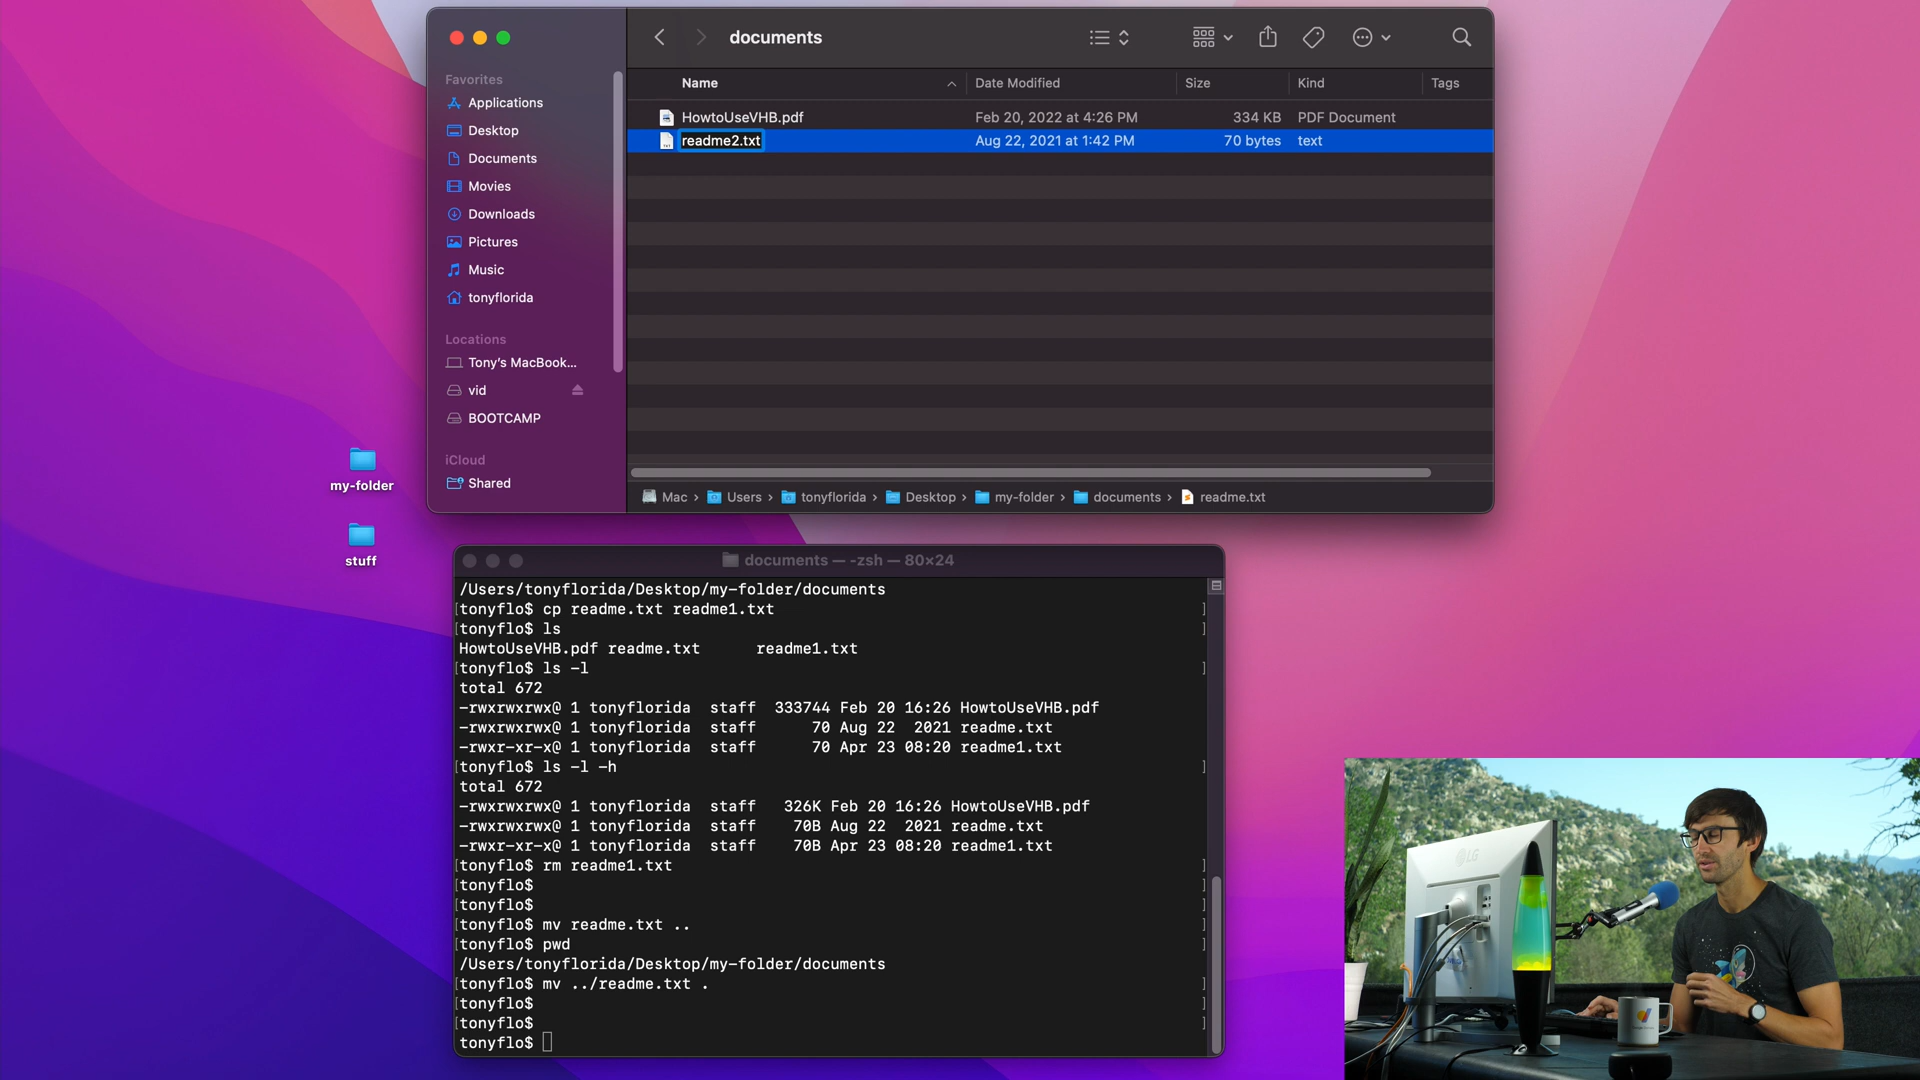 documents
Favorites
Applications
Desktop
Documents
Movies
Downloads
Pictures
Music
tonyflorida
Locations
Tony's MacBook...
vid
BOOTCAMP
iCloud
Shared
Name Date Modified Size Kind Tags
HowtoUseVHB.pdf Feb 20, 2022 at 4:26 PM 334 KB PDF Document
readme2.txt Aug 22, 2021 at 1:42 PM 70 bytes text
Mac › Users › tonyflorida › Desktop › my-folder › documents › readme.txt
my-folder
stuff
documents — -zsh — 80×24
/Users/tonyflorida/Desktop/my-folder/documents
[tonyflo$ cp readme.txt readme1.txt ]
[tonyflo$ ls ]
HowtoUseVHB.pdf readme.txt readme1.txt
[tonyflo$ ls -l ]
total 672
-rwxrwxrwx@ 1 tonyflorida staff 333744 Feb 20 16:26 HowtoUseVHB.pdf
-rwxrwxrwx@ 1 tonyflorida staff 70 Aug 22 2021 readme.txt
-rwxr-xr-x@ 1 tonyflorida staff 70 Apr 23 08:20 readme1.txt
[tonyflo$ ls -l -h ]
total 672
-rwxrwxrwx@ 1 tonyflorida staff 326K Feb 20 16:26 HowtoUseVHB.pdf
-rwxrwxrwx@ 1 tonyflorida staff 70B Aug 22 2021 readme.txt
-rwxr-xr-x@ 1 tonyflorida staff 70B Apr 23 08:20 readme1.txt
[tonyflo$ rm readme1.txt ]
[tonyflo$ ]
[tonyflo$ ]
[tonyflo$ mv readme.txt .. ]
[tonyflo$ pwd ]
/Users/tonyflorida/Desktop/my-folder/documents
[tonyflo$ mv ../readme.txt . ]
[tonyflo$ ]
[tonyflo$ ]
tonyflo$
LG